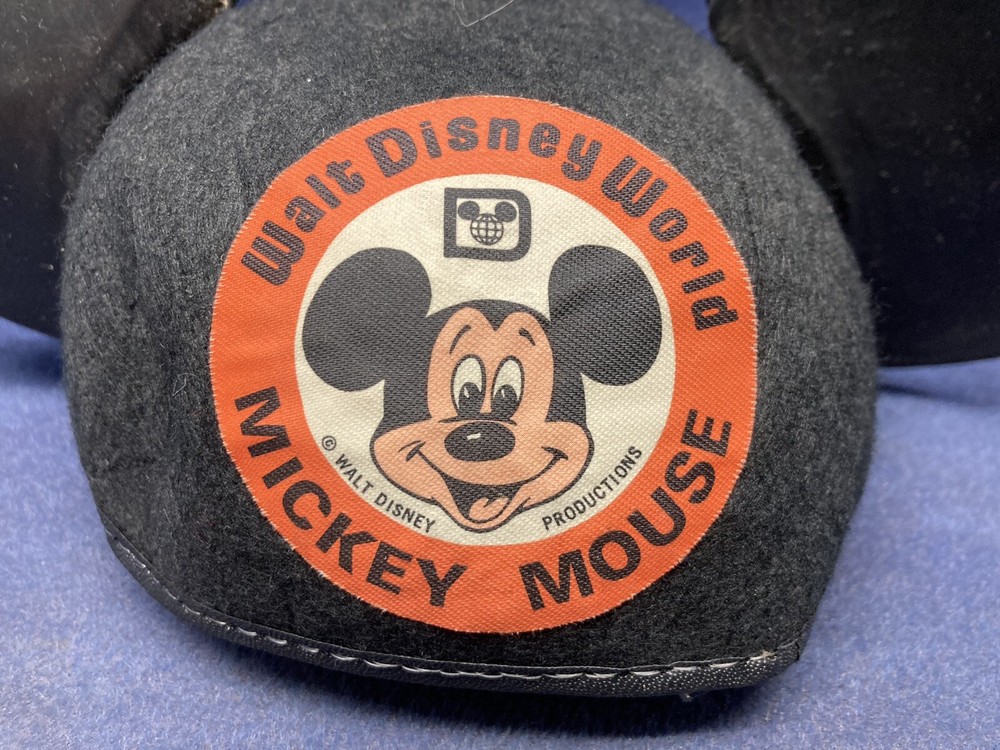 Walt Disney World
© WALT DISNEY PRODUCTIONS
MICKEY MOUSE